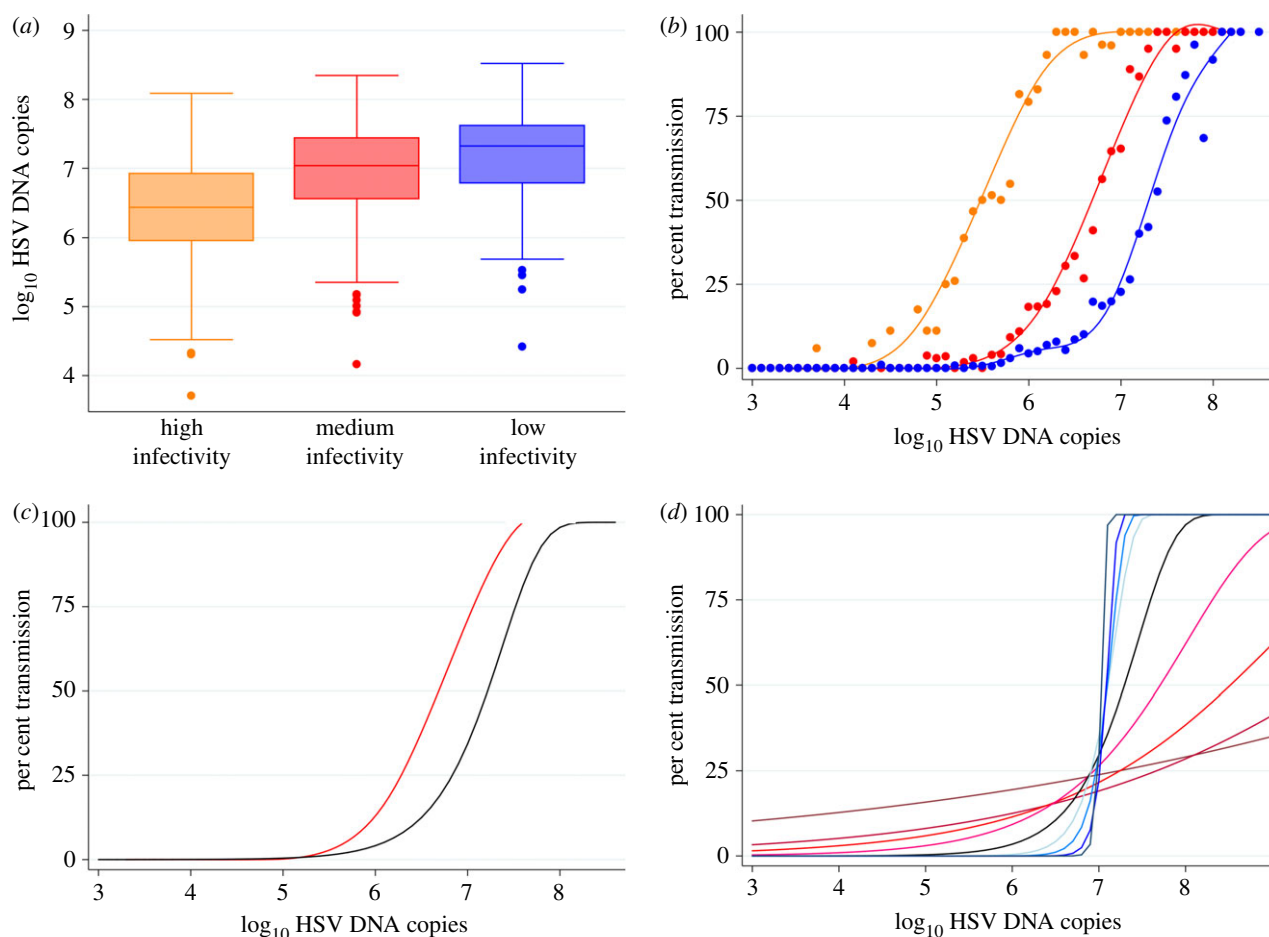 (a)
9
8
7
6
5
4
log10 HSV DNA copies
high
infectivity
medium
infectivity
low
infectivity
(b)
100
75
50
25
0
per cent transmission
3 4 5 6 7 8
log10 HSV DNA copies
(c)
100
75
50
25
0
per cent transmission
3 4 5 6 7 8
log10 HSV DNA copies
(d)
100
75
50
25
0
per cent transmission
3 4 5 6 7 8
log10 HSV DNA copies